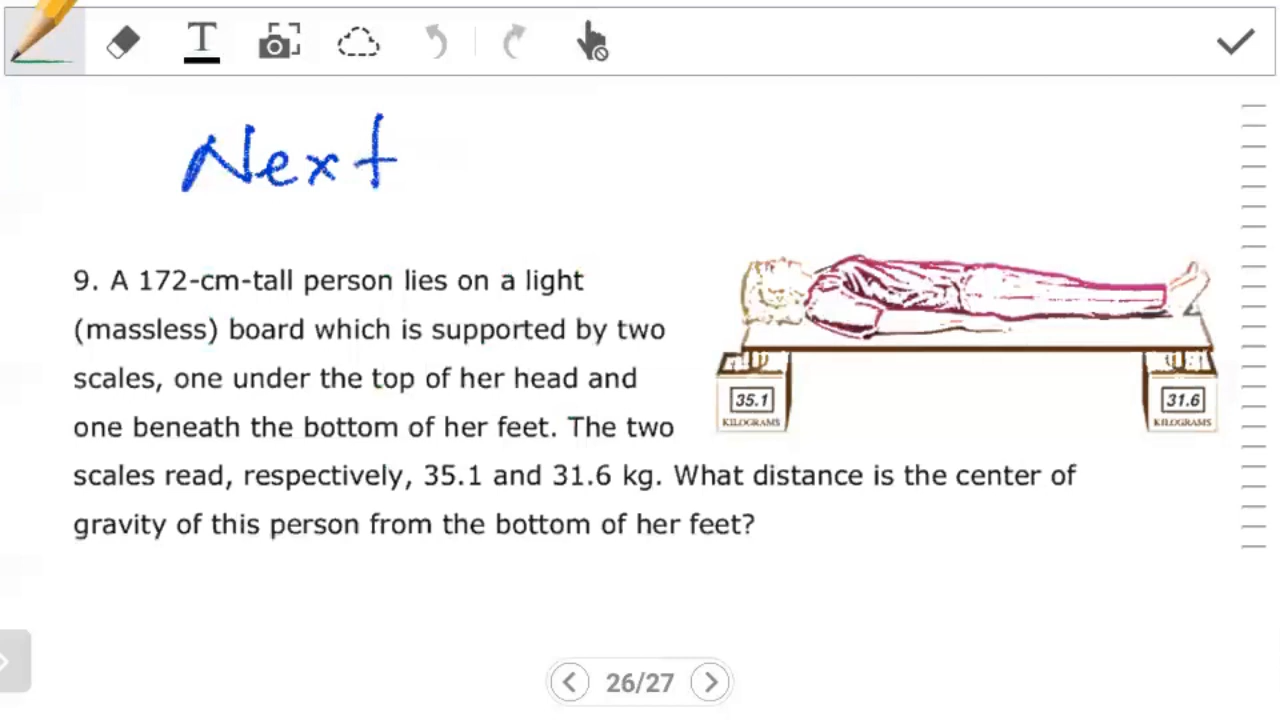 T
Next
9. A 172-cm-tall person lies on a light
(massless) board which is supported by two
scales, one under the top of her head and
one beneath the bottom of her feet. The two
scales read, respectively, 35.1 and 31.6 kg. What distance is the center of
gravity of this person from the bottom of her feet?
35.1
KILOGRAMS
31.6
KILOGRAMS
26/27